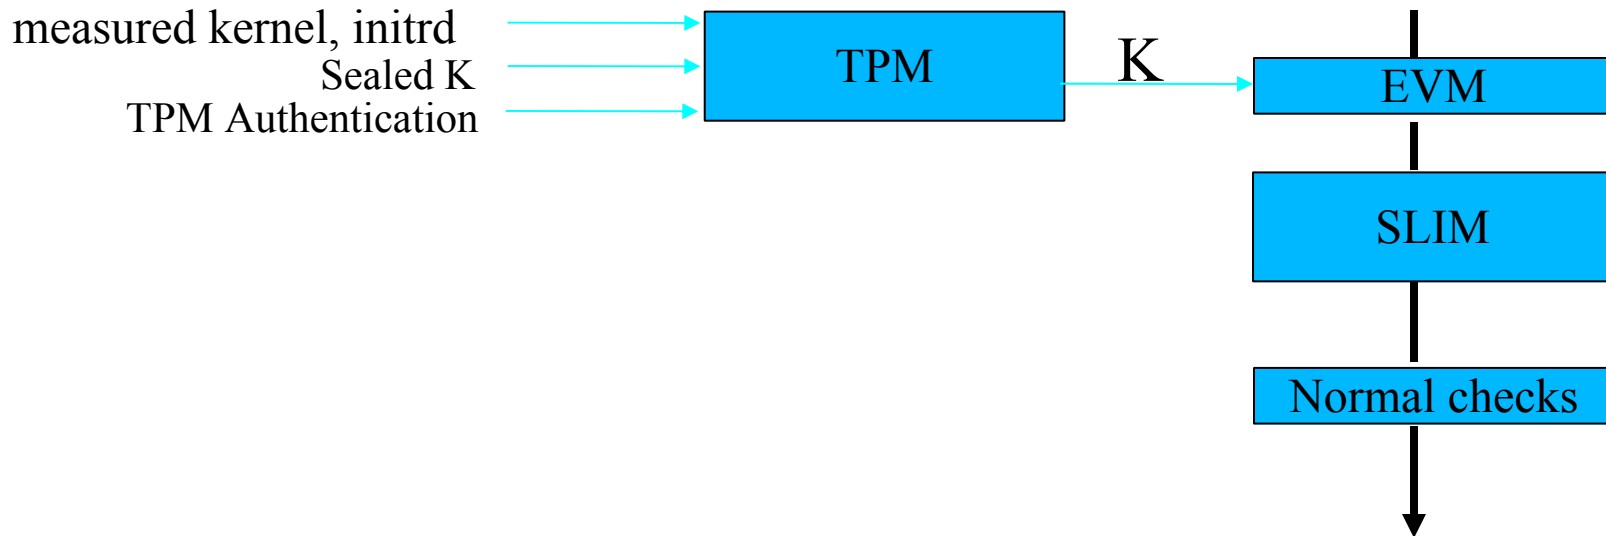 measured kernel, initrd
Sealed K
TPM Authentication
TPM
K
EVM
SLIM
Normal checks